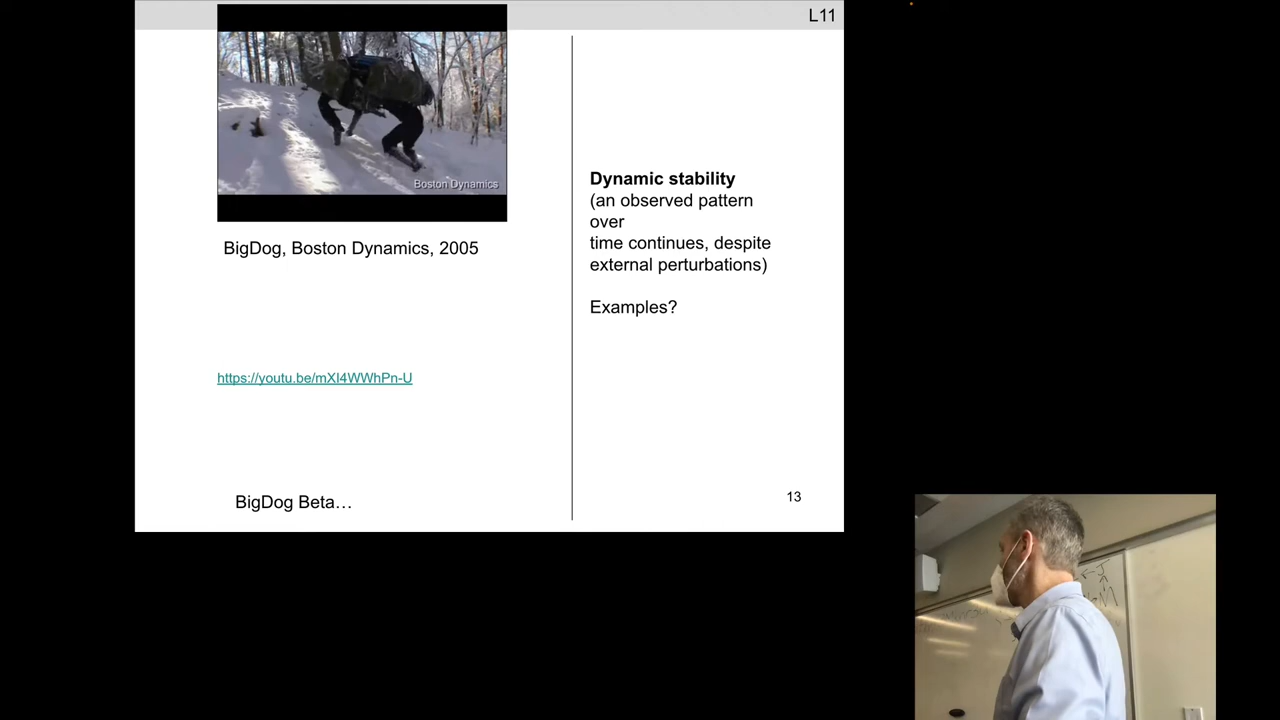 L11
Boston Dynamics
BigDog, Boston Dynamics, 2005
https://youtu.be/mXI4WWhPn-U
BigDog Beta…
Dynamic stability
(an observed pattern
over
time continues, despite
external perturbations)
Examples?
13